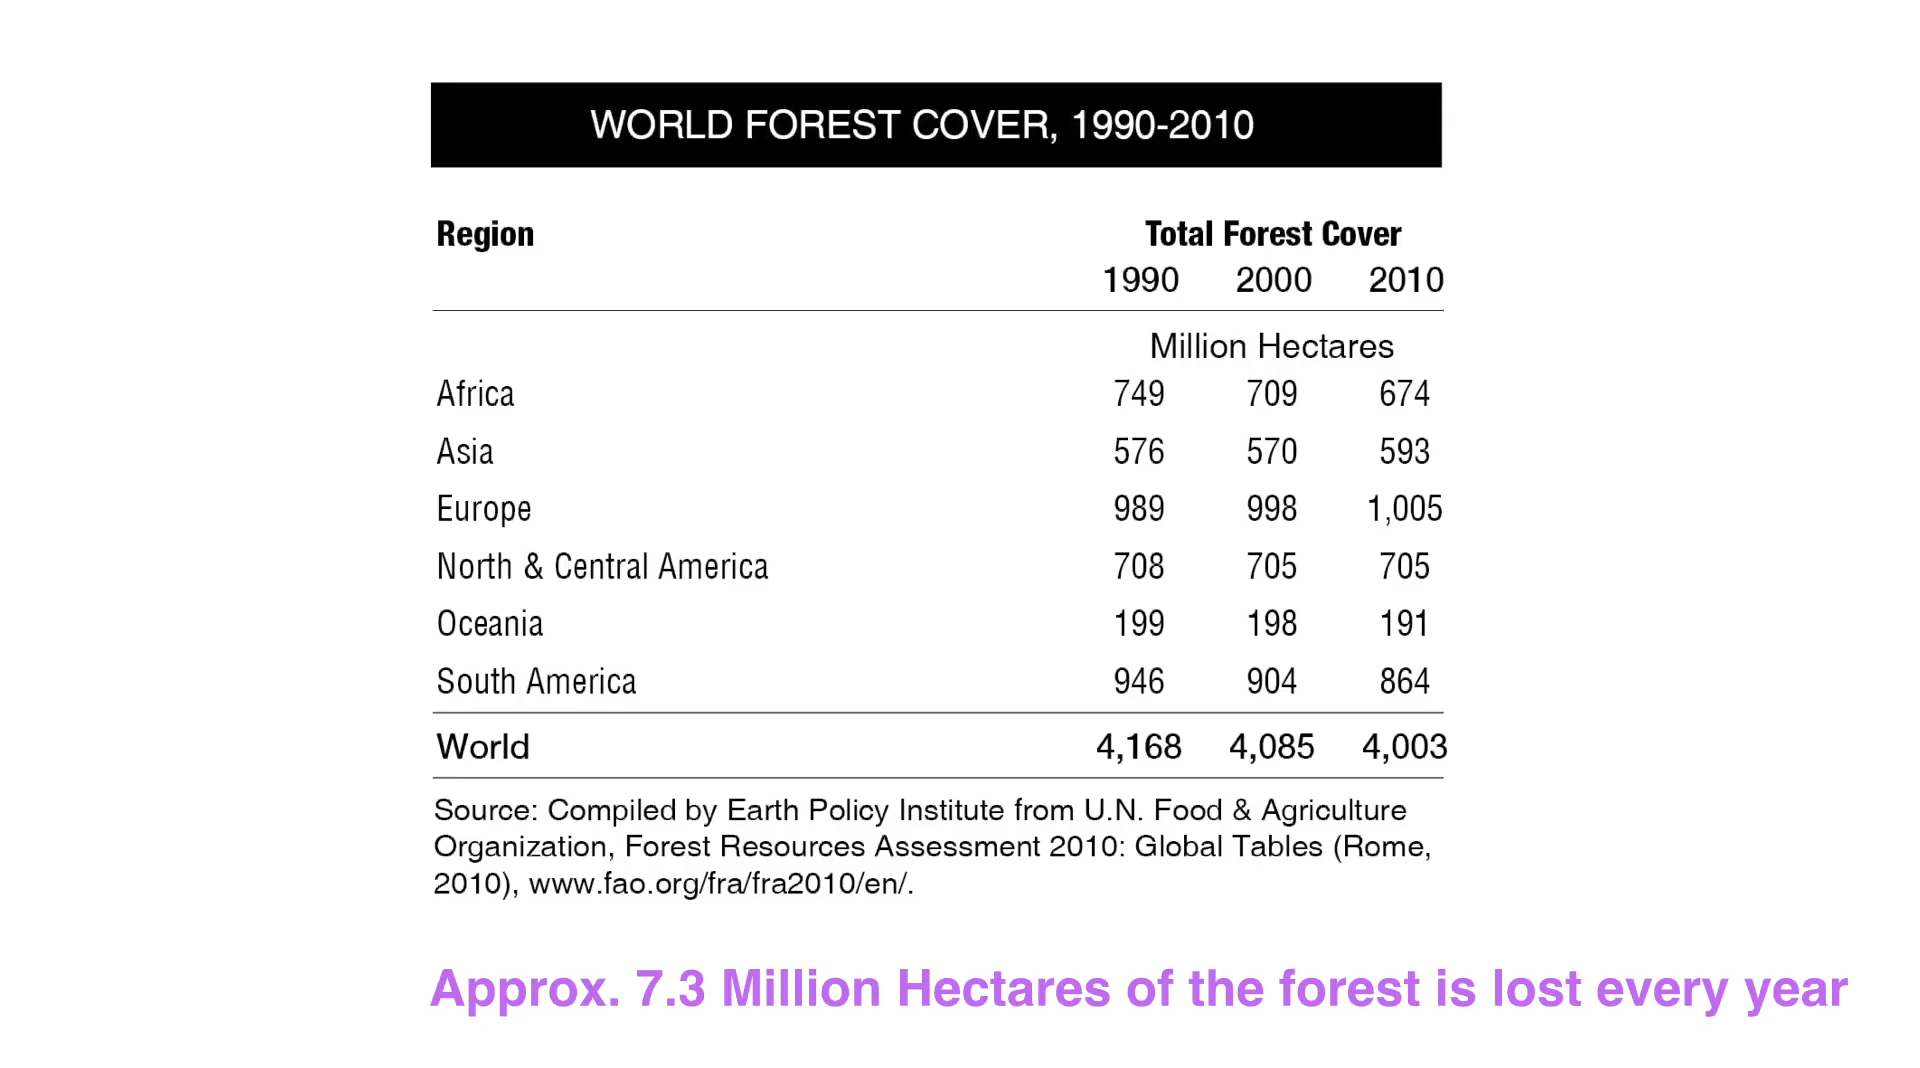 WORLD FOREST COVER, 1990-2010
Region Total Forest Cover
1990 2000 2010
Million Hectares
Africa 749 709 674
Asia 576 570 593
Europe 989 998 1,005
North & Central America 708 705 705
Oceania 199 198 191
South America 946 904 864
World 4,168 4,085 4,003
Source: Compiled by Earth Policy Institute from U.N. Food & Agriculture
Organization, Forest Resources Assessment 2010: Global Tables (Rome,
2010), www.fao.org/fra/fra2010/en/.
Approx. 7.3 Million Hectares of the forest is lost every year